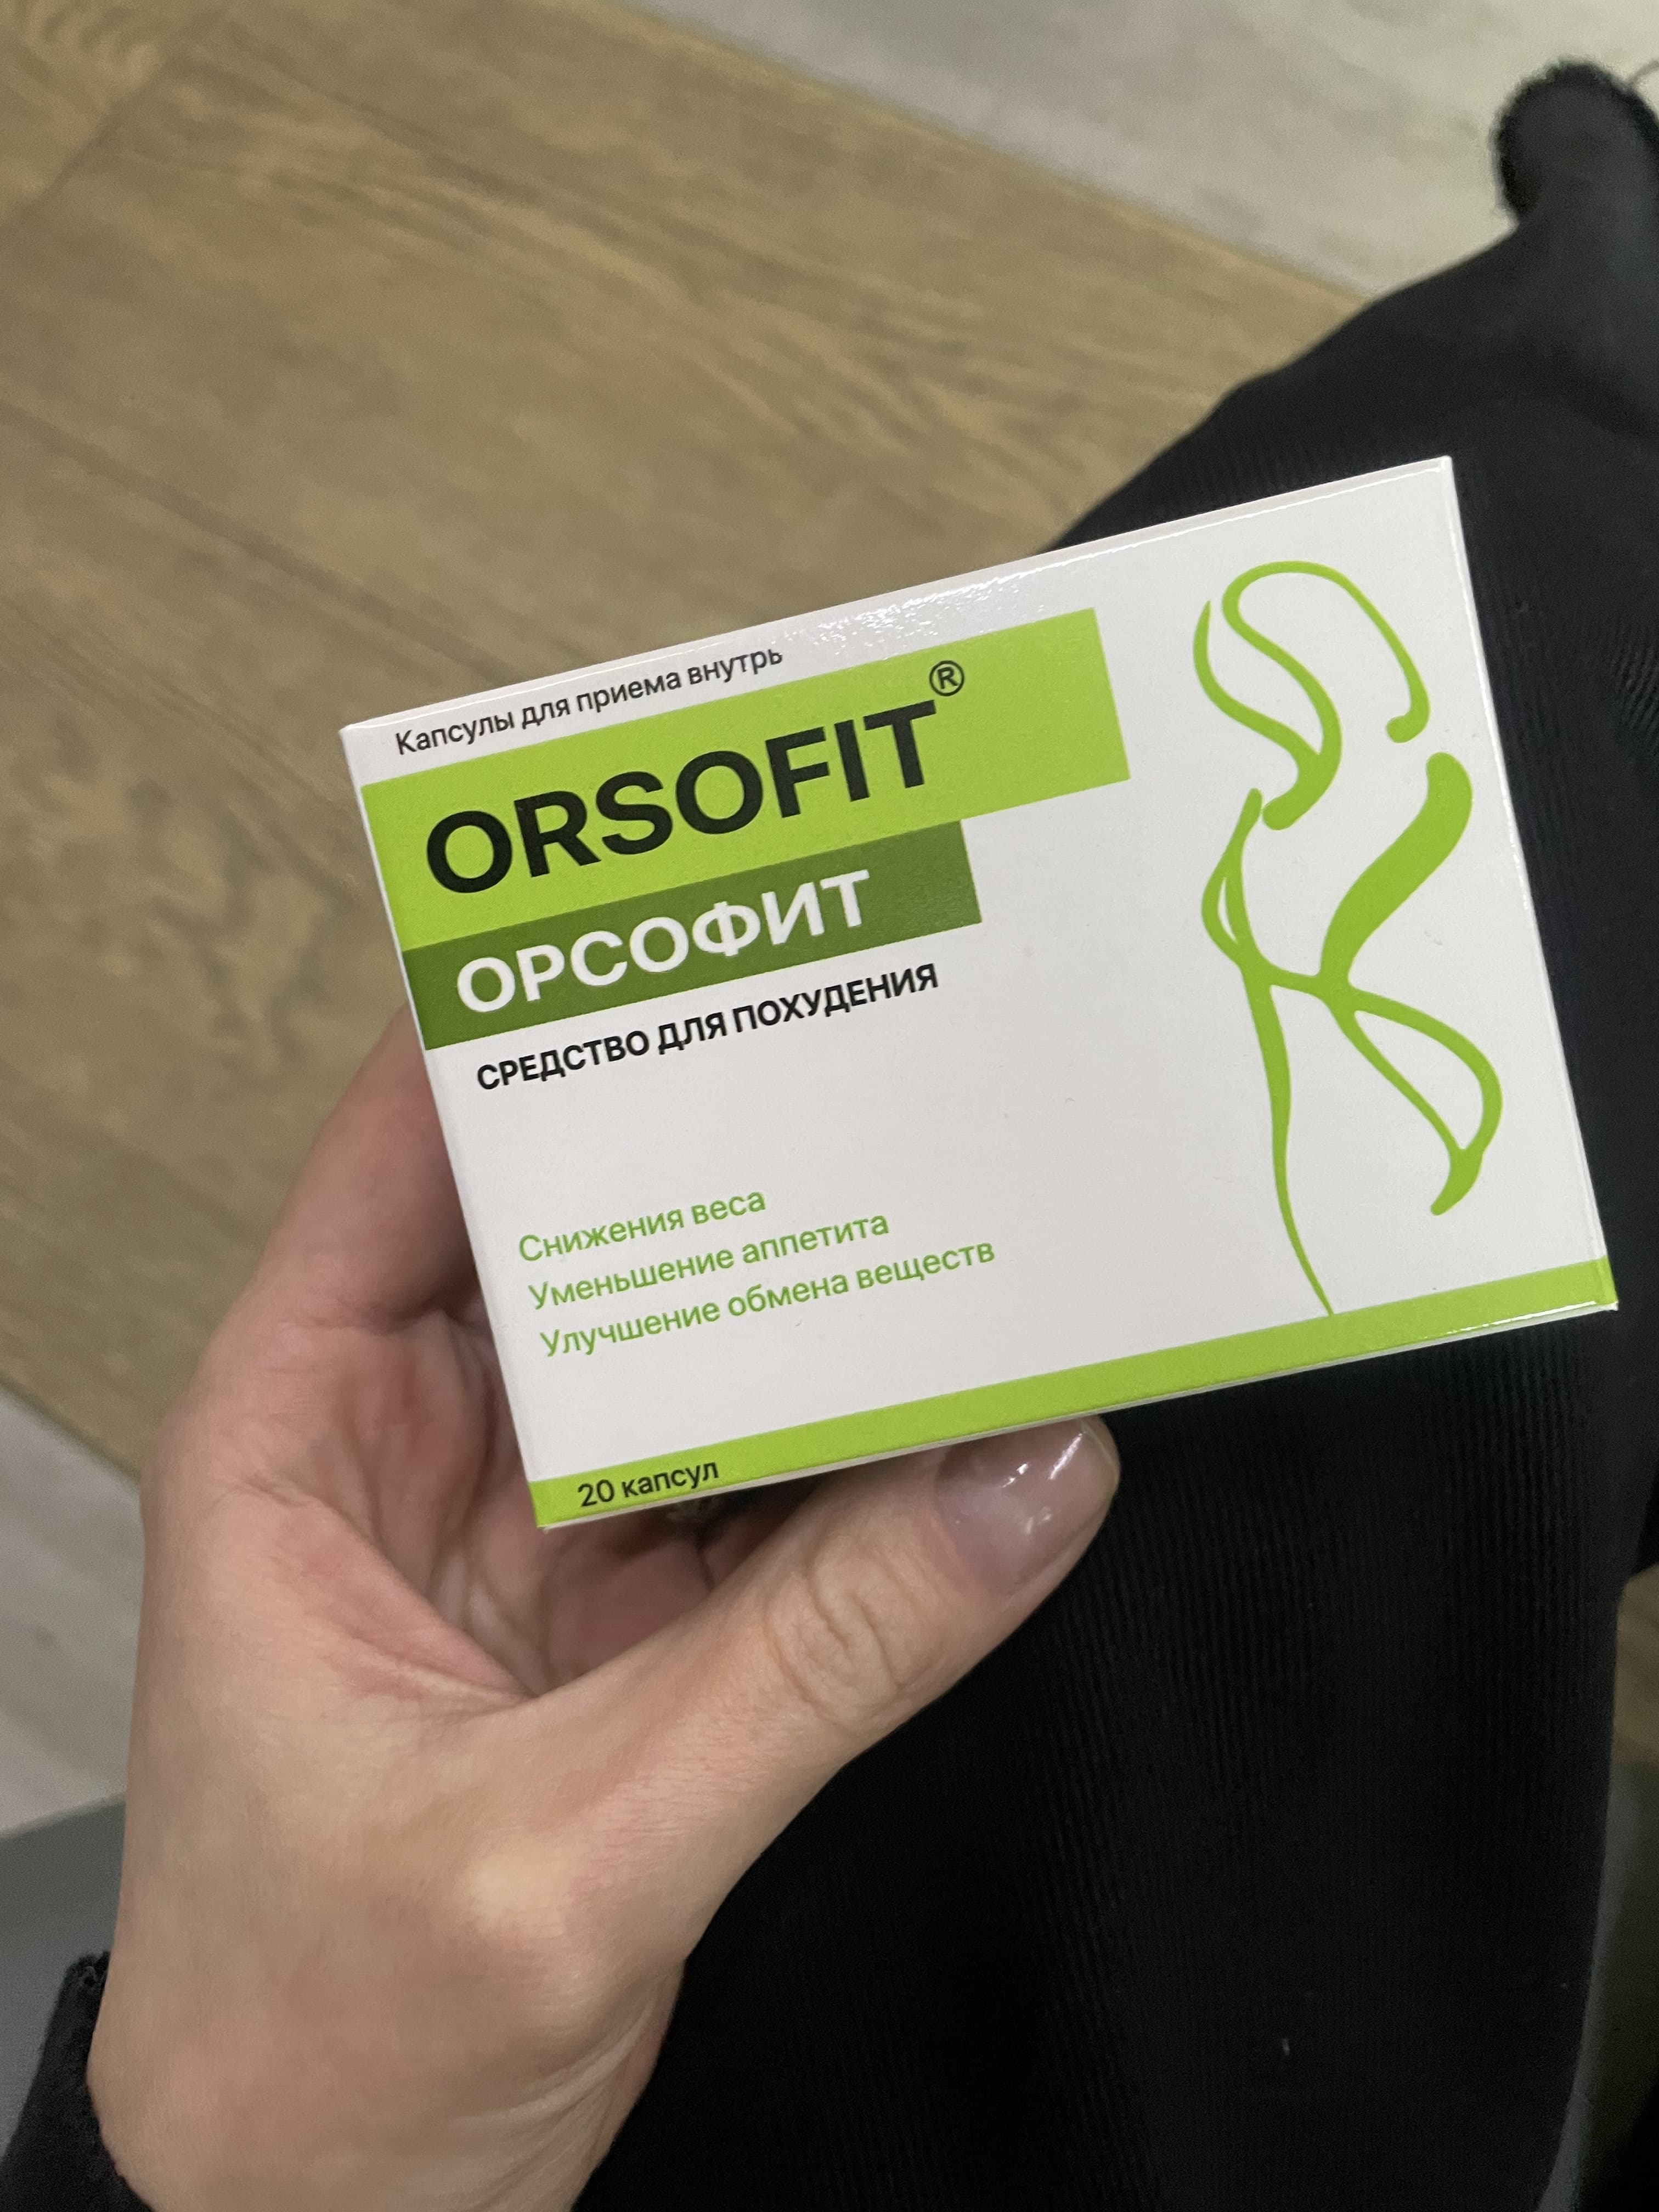 Капсулы для приема внутрь
ORSOFIT®
ОРСОФИТ
СРЕДСТВО ДЛЯ ПОХУДЕНИЯ
Снижения веса
Уменьшение аппетита
Улучшение обмена веществ
20 капсул